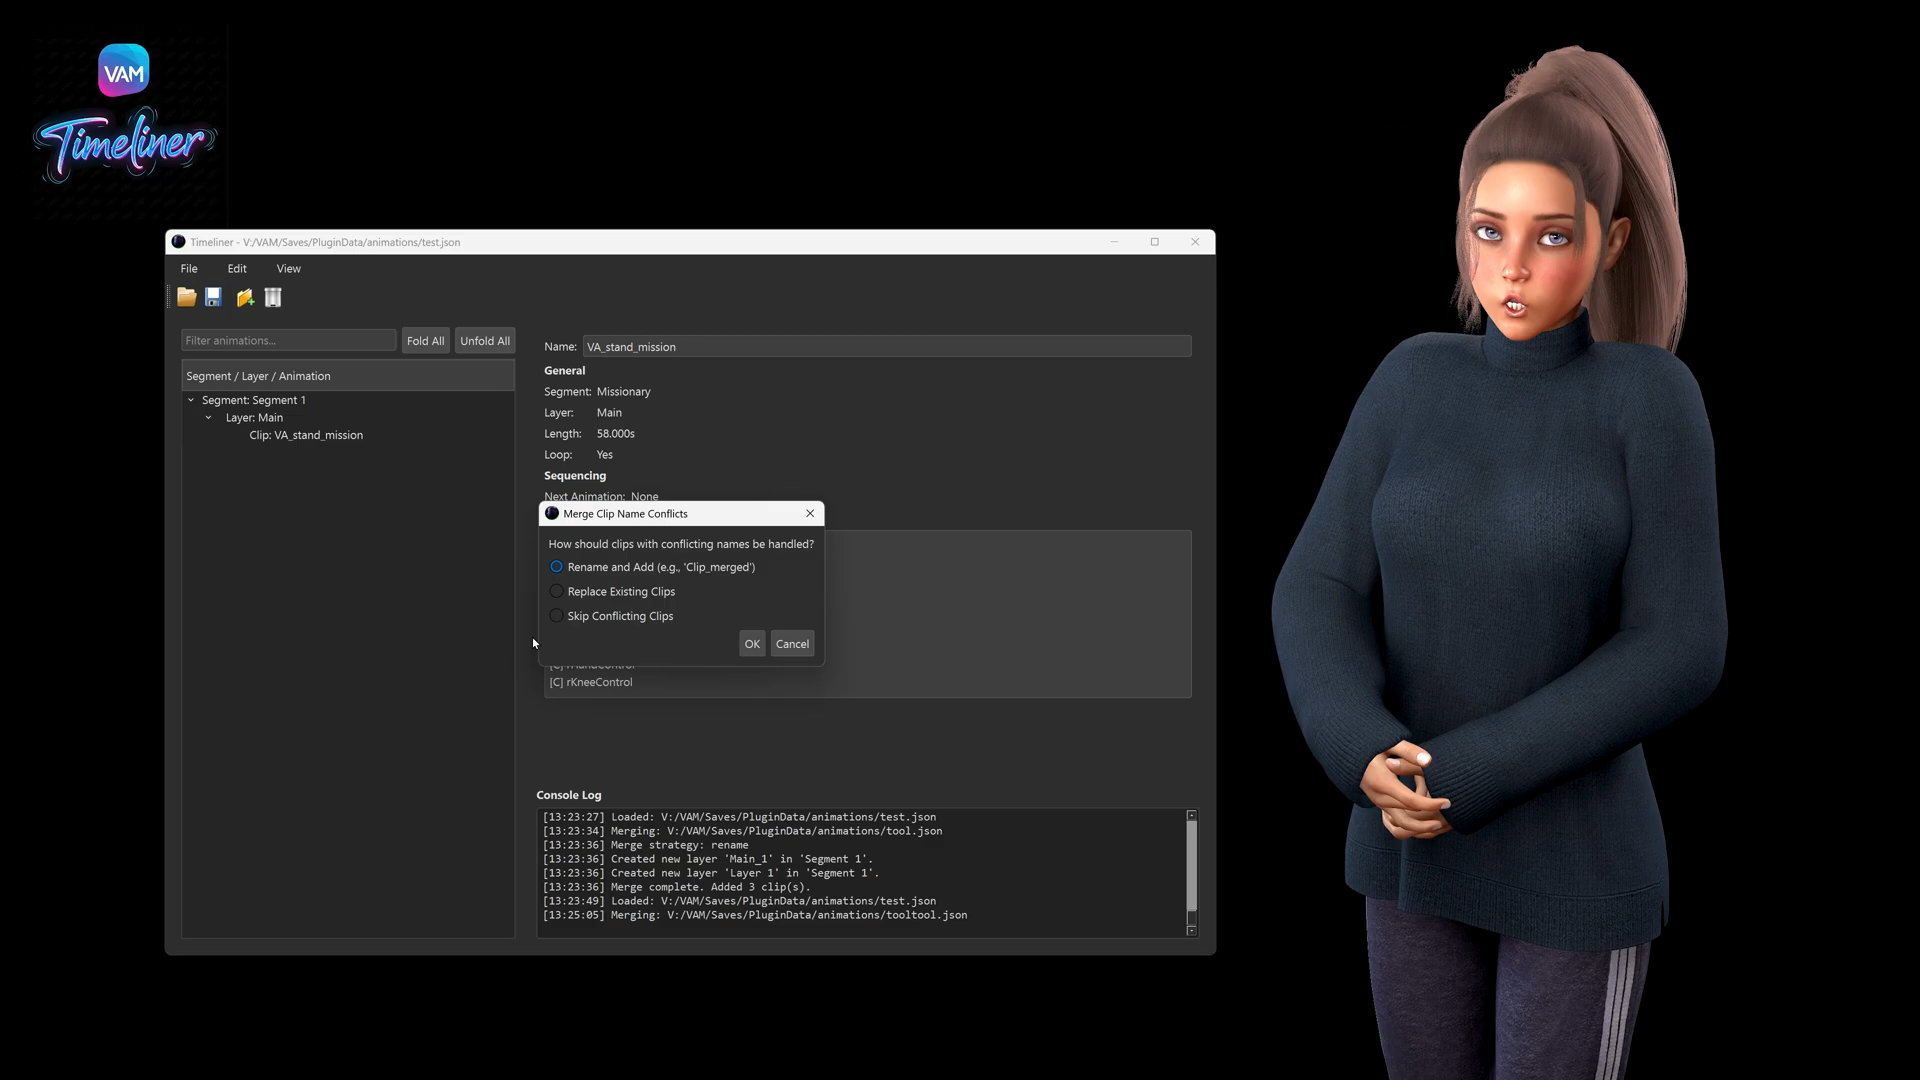 VAM
Timeliner
Timeliner - V:/VAM/Saves/PluginData/animations/test.json
File Edit View
Filter animations...
Fold All
Unfold All
Segment / Layer / Animation
Segment: Segment 1
Layer: Main
Clip: VA_stand_mission
Name: VA_stand_mission
General
Segment: Missionary
Layer: Main
Length: 58.000s
Loop: Yes
Sequencing
Next Animation: None
Merge Clip Name Conflicts
How should clips with conflicting names be handled?
Rename and Add (e.g., 'Clip_merged')
Replace Existing Clips
Skip Conflicting Clips
OK
Cancel
[C] rHandControl
[C] rKneeControl
Console Log
[13:23:27] Loaded: V:/VAM/Saves/PluginData/animations/test.json
[13:23:34] Merging: V:/VAM/Saves/PluginData/animations/tool.json
[13:23:36] Merge strategy: rename
[13:23:36] Created new layer 'Main_1' in 'Segment 1'.
[13:23:36] Created new layer 'Layer 1' in 'Segment 1'.
[13:23:36] Merge complete. Added 3 clip(s).
[13:23:49] Loaded: V:/VAM/Saves/PluginData/animations/test.json
[13:25:05] Merging: V:/VAM/Saves/PluginData/animations/tooltool.json